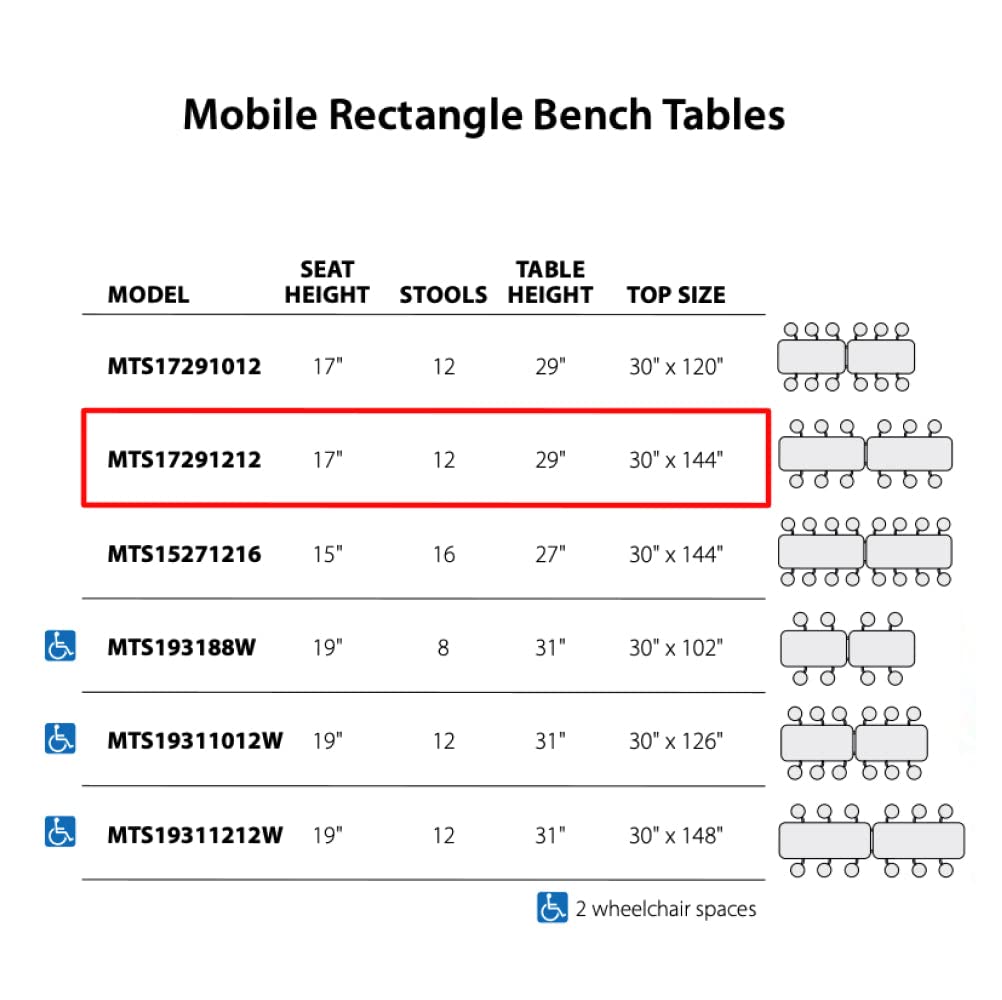 Mobile Rectangle Bench Tables
MODEL SEAT HEIGHT STOOLS TABLE HEIGHT TOP SIZE
MTS17291012 17" 12 29" 30" x 120"
MTS17291212 17" 12 29" 30" x 144"
MTS15271216 15" 16 27" 30" x 144"
MTS193188W 19" 8 31" 30" x 102"
MTS19311012W 19" 12 31" 30" x 126"
MTS19311212W 19" 12 31" 30" x 148"
2 wheelchair spaces